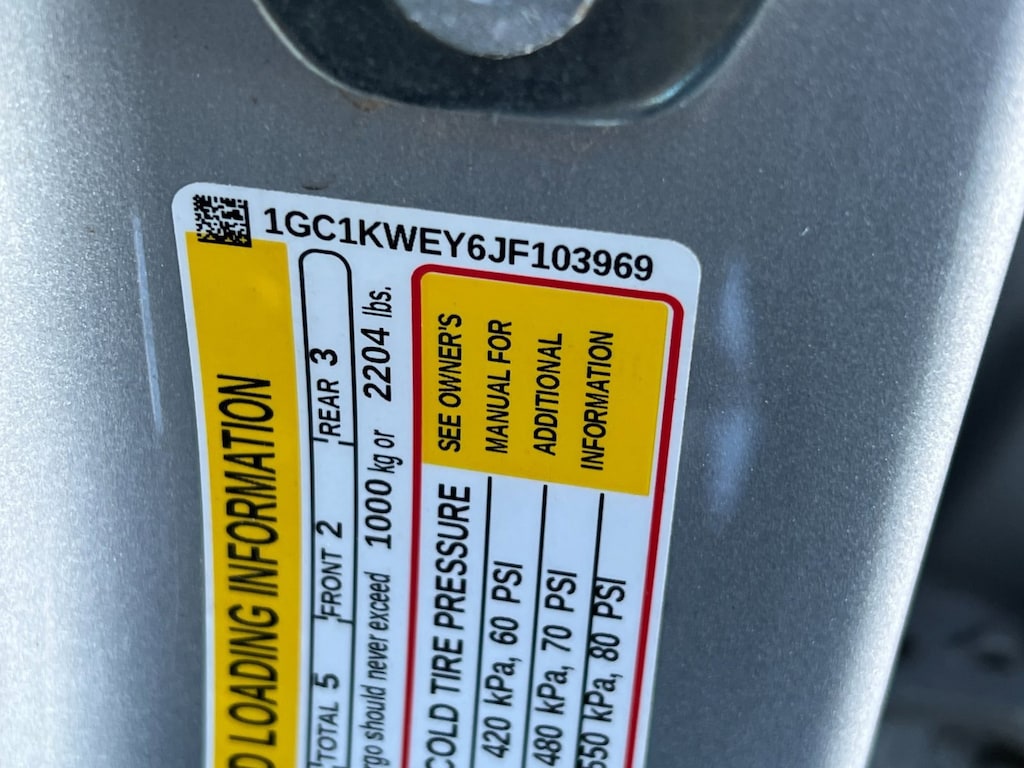 1GC1KWEY6JF103969
LOADING INFORMATION
TOTAL 5 FRONT 2 REAR 3
should never exceed 1000 kg or 2204 lbs.
COLD TIRE PRESSURE
420 kPa, 60 PSI
480 kPa, 70 PSI
550 kPa, 80 PSI
SEE OWNER'S
MANUAL FOR
ADDITIONAL
INFORMATION